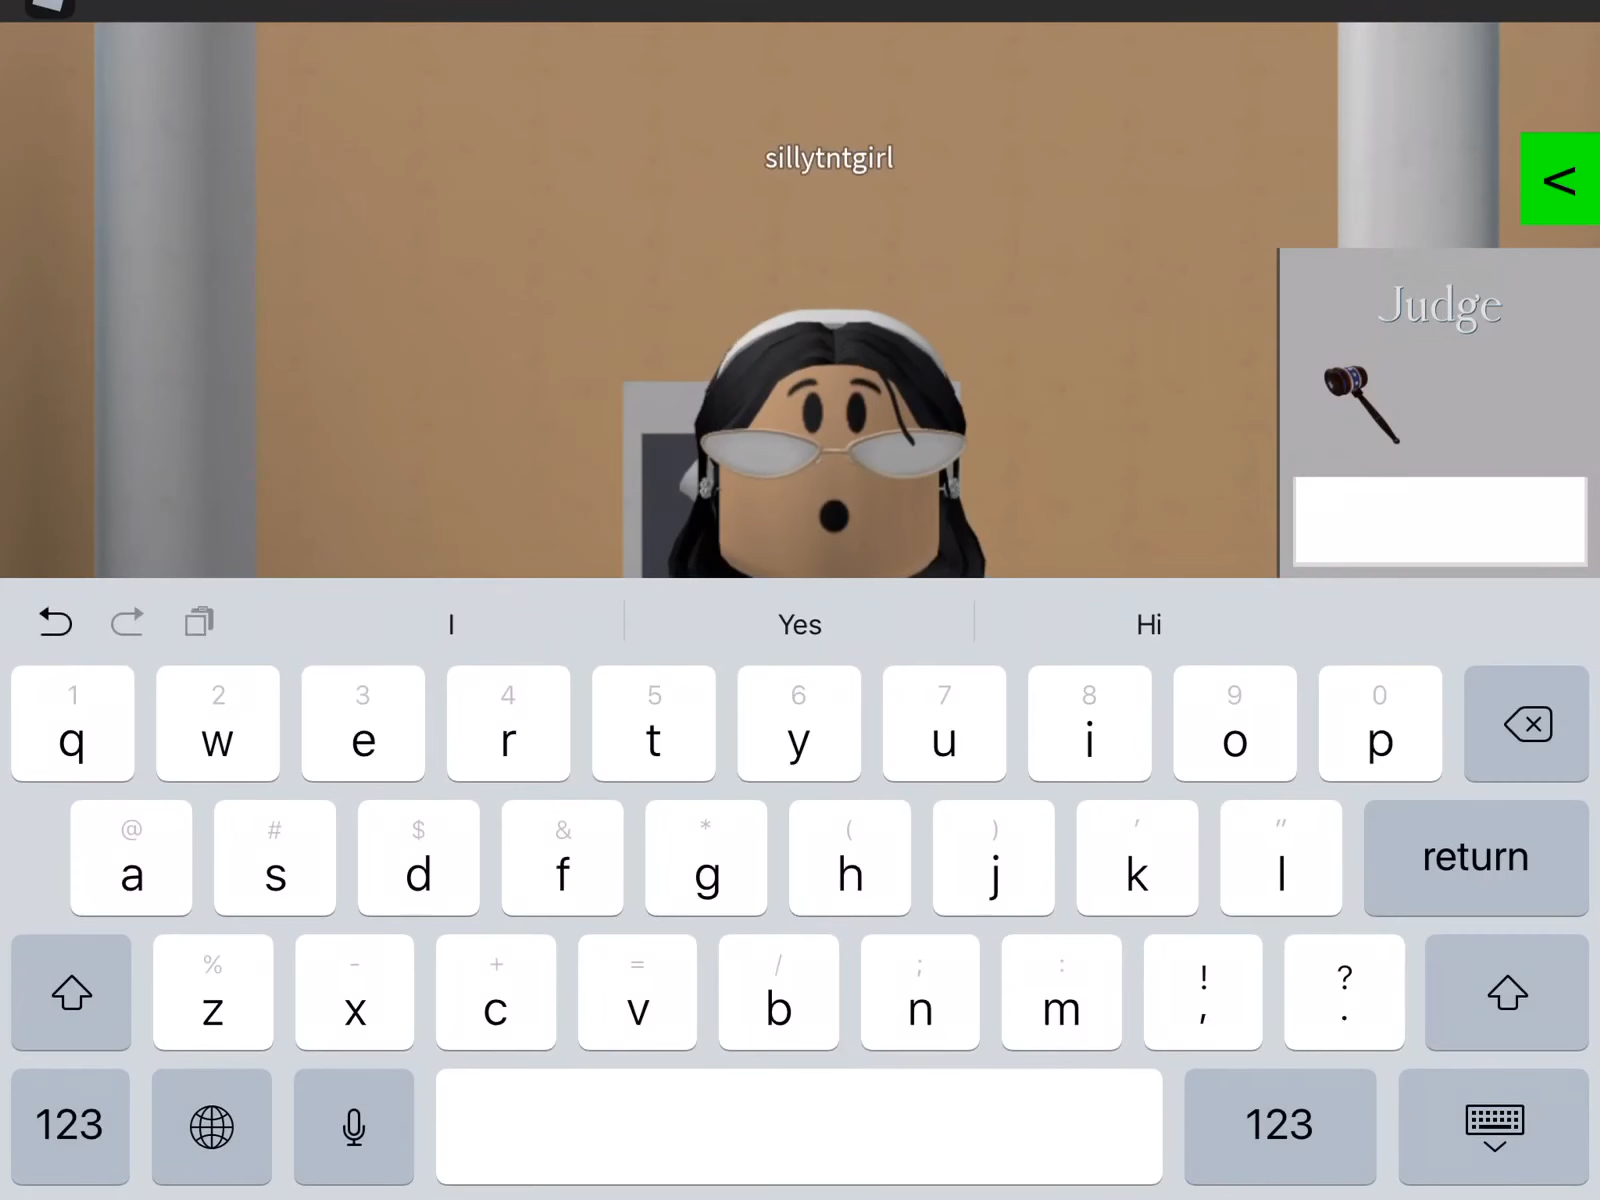 sillytntgirl
<
Judge
I Yes Hi
1 2 3 4 5 6 7 8 9 0
q w e r t y u i o p
@ # $ & * ( ) ' "
a s d f g h j k l return
% - + = / ; : ! ?
z x c v b n m , .
123 123